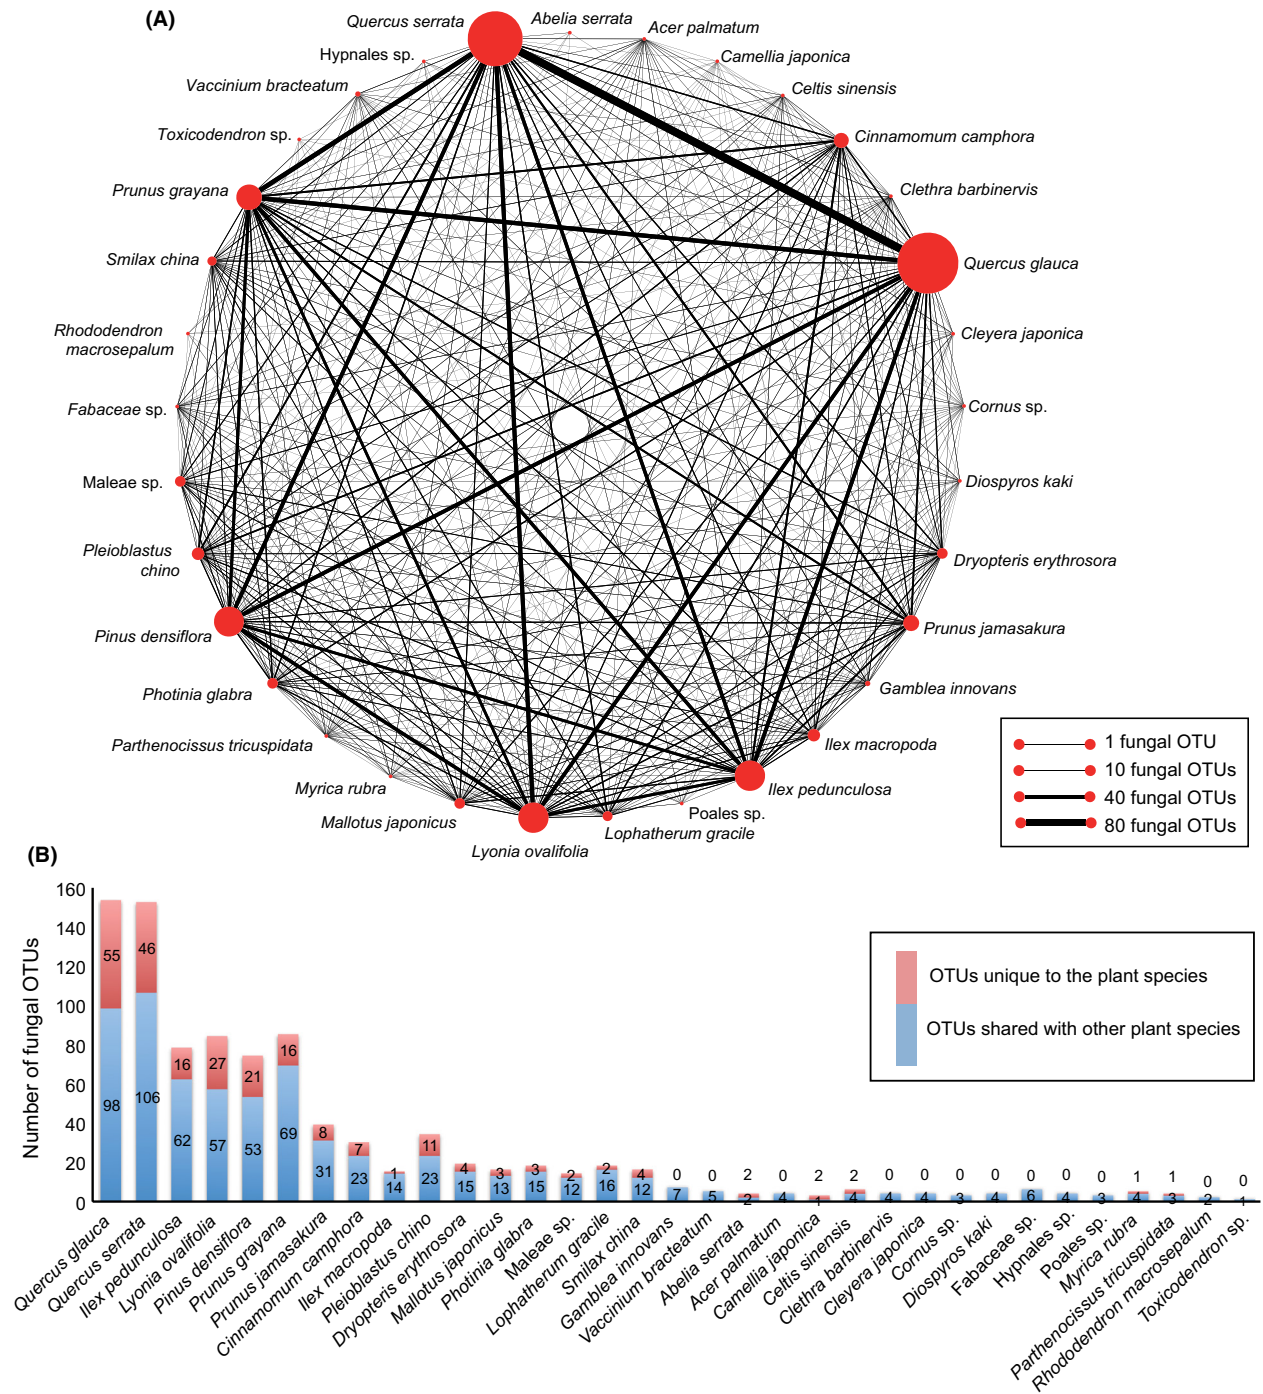 (A)
Quercus serrata
Abelia serrata
Acer palmatum
Hypnales sp.
Camellia japonica
Vaccinium bracteatum
Celtis sinensis
Toxicodendron sp.
Cinnamomum camphora
Prunus grayana
Clethra barbinervis
Smilax china
Quercus glauca
Rhododendron
macrosepalum
Cleyera japonica
Fabaceae sp.
Cornus sp.
Maleae sp.
Diospyros kaki
Pleioblastus
chino
Dryopteris erythrosora
Pinus densiflora
Prunus jamasakura
Photinia glabra
Gamblea innovans
Parthenocissus tricuspidata
Ilex macropoda
Myrica rubra
Ilex pedunculosa
Mallotus japonicus
Poales sp.
Lophatherum gracile
Lyonia ovalifolia
1 fungal OTU
10 fungal OTUs
40 fungal OTUs
80 fungal OTUs
(B)
Number of fungal OTUs
160
140
120
100
80
60
40
20
0
OTUs unique to the plant species
OTUs shared with other plant species
55 46 16 27 21 16 8 7 1 11 4 3 3 2 2 4 0 0 2 0 2 2 0 0 0 0 0 0 0 1 1 0 0
98 106 62 57 53 69 31 23 14 23 15 13 15 12 16 12 7 5 2 4 1 4 4 4 3 4 6 4 3 4 3 2 1
Quercus glauca
Quercus serrata
Ilex pedunculosa
Lyonia ovalifolia
Pinus densiflora
Prunus grayana
Prunus jamasakura
Cinnamomum camphora
Ilex macropoda
Pleioblastus chino
Dryopteris erythrosora
Mallotus japonicus
Photinia glabra
Maleae sp.
Lophatherum gracile
Smilax china
Gamblea innovans
Vaccinium bracteatum
Abelia serrata
Acer palmatum
Camellia japonica
Celtis sinensis
Clethra barbinervis
Cleyera japonica
Cornus sp.
Diospyros kaki
Fabaceae sp.
Hypnales sp.
Poales sp.
Myrica rubra
Parthenocissus tricuspidata
Rhododendron macrosepalum
Toxicodendron sp.